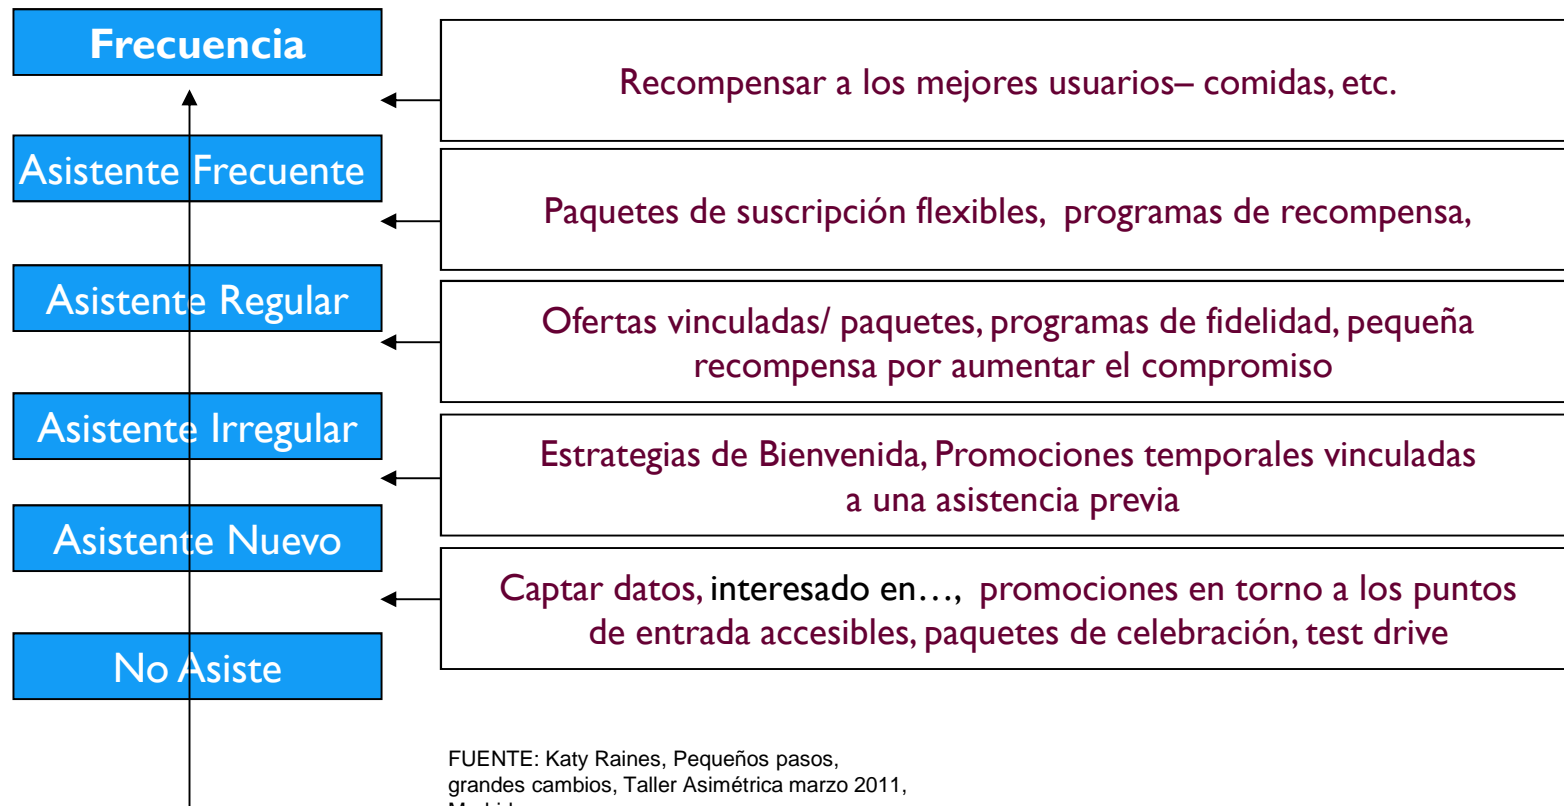 Frecuencia
Recompensar a los mejores usuarios– comidas, etc.
Asistente Frecuente
Paquetes de suscripción flexibles, programas de recompensa,
Asistente Regular
Ofertas vinculadas/ paquetes, programas de fidelidad, pequeña
recompensa por aumentar el compromiso
Asistente Irregular
Estrategias de Bienvenida, Promociones temporales vinculadas
a una asistencia previa
Asistente Nuevo
Captar datos, interesado en…, promociones en torno a los puntos
de entrada accesibles, paquetes de celebración, test drive
No Asiste
FUENTE: Katy Raines, Pequeños pasos,
grandes cambios, Taller Asimétrica marzo 2011,